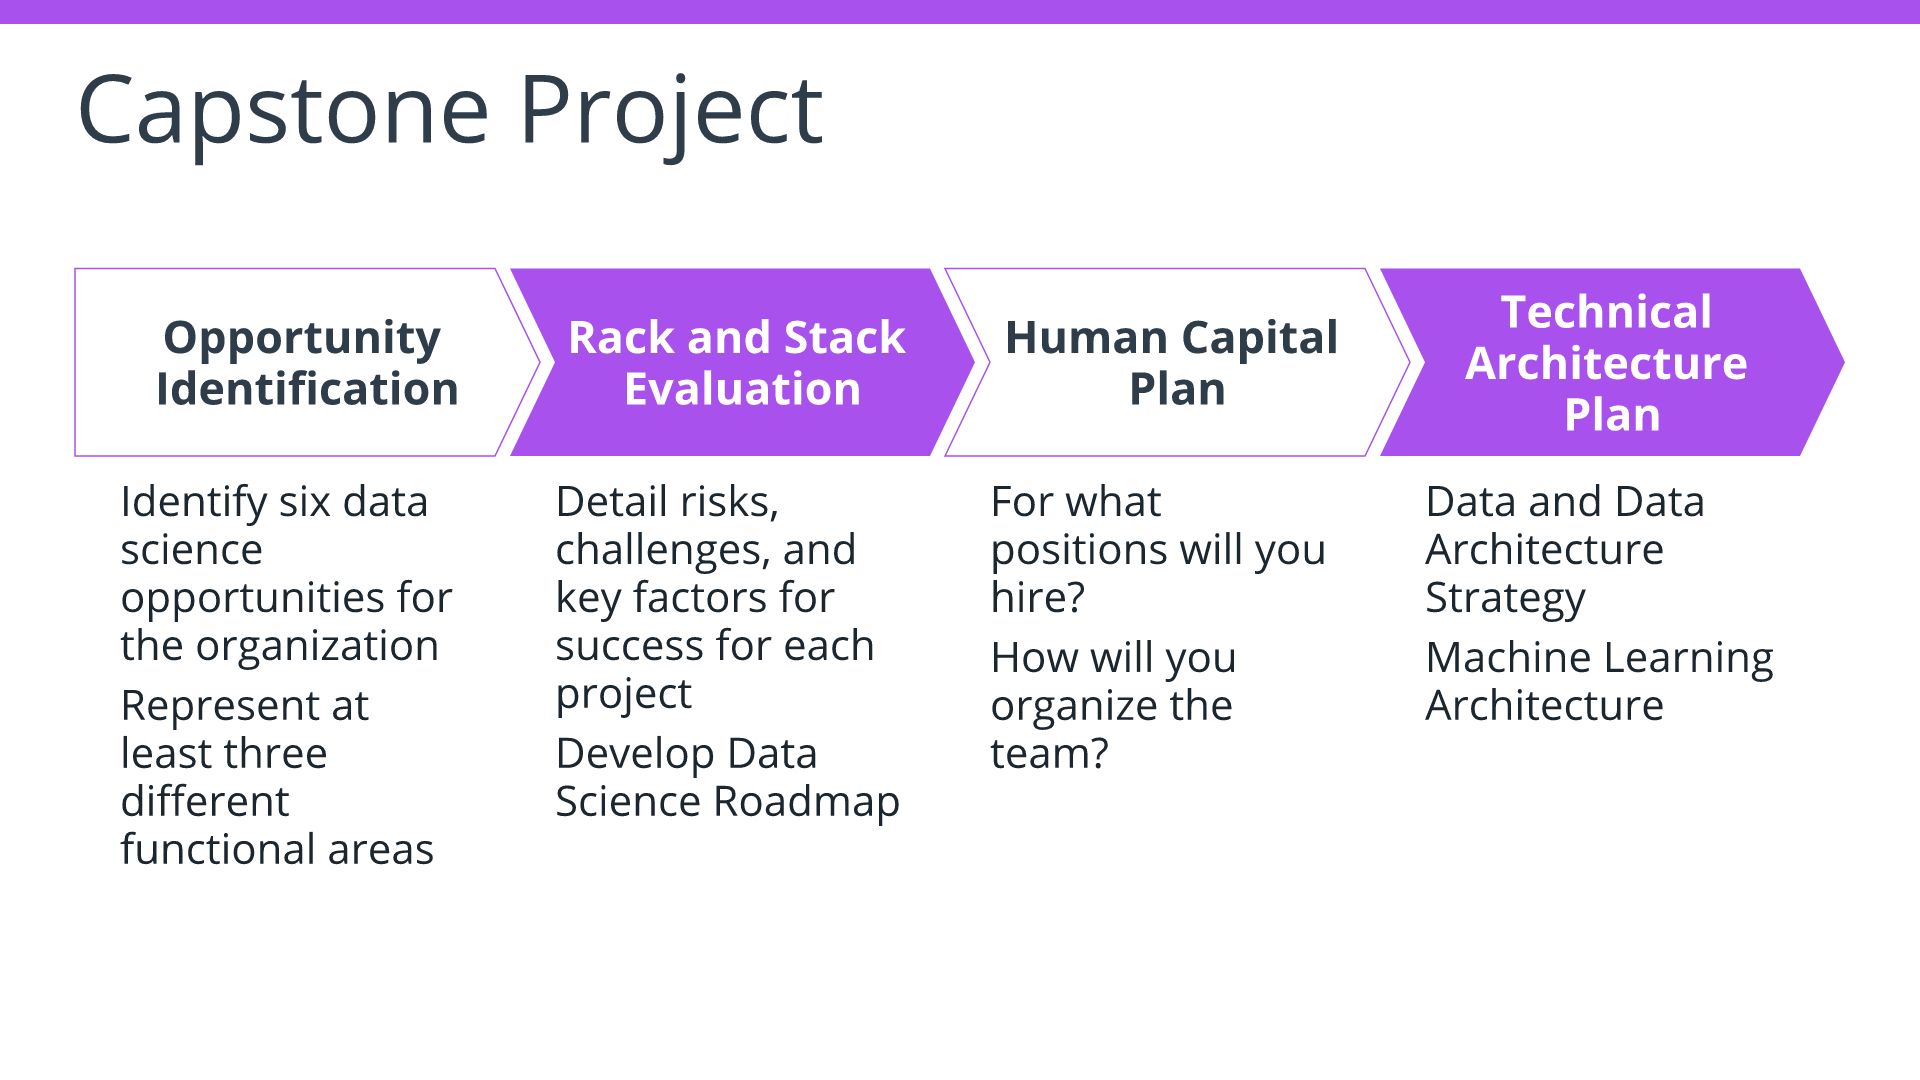 Capstone Project
Opportunity
Identification
Rack and Stack
Evaluation
Human Capital
Plan
Technical
Architecture
Plan
Identify six data
science
opportunities for
the organization
Represent at
least three
different
functional areas
Detail risks,
challenges, and
key factors for
success for each
project
Develop Data
Science Roadmap
For what
positions will you
hire?
How will you
organize the
team?
Data and Data
Architecture
Strategy
Machine Learning
Architecture